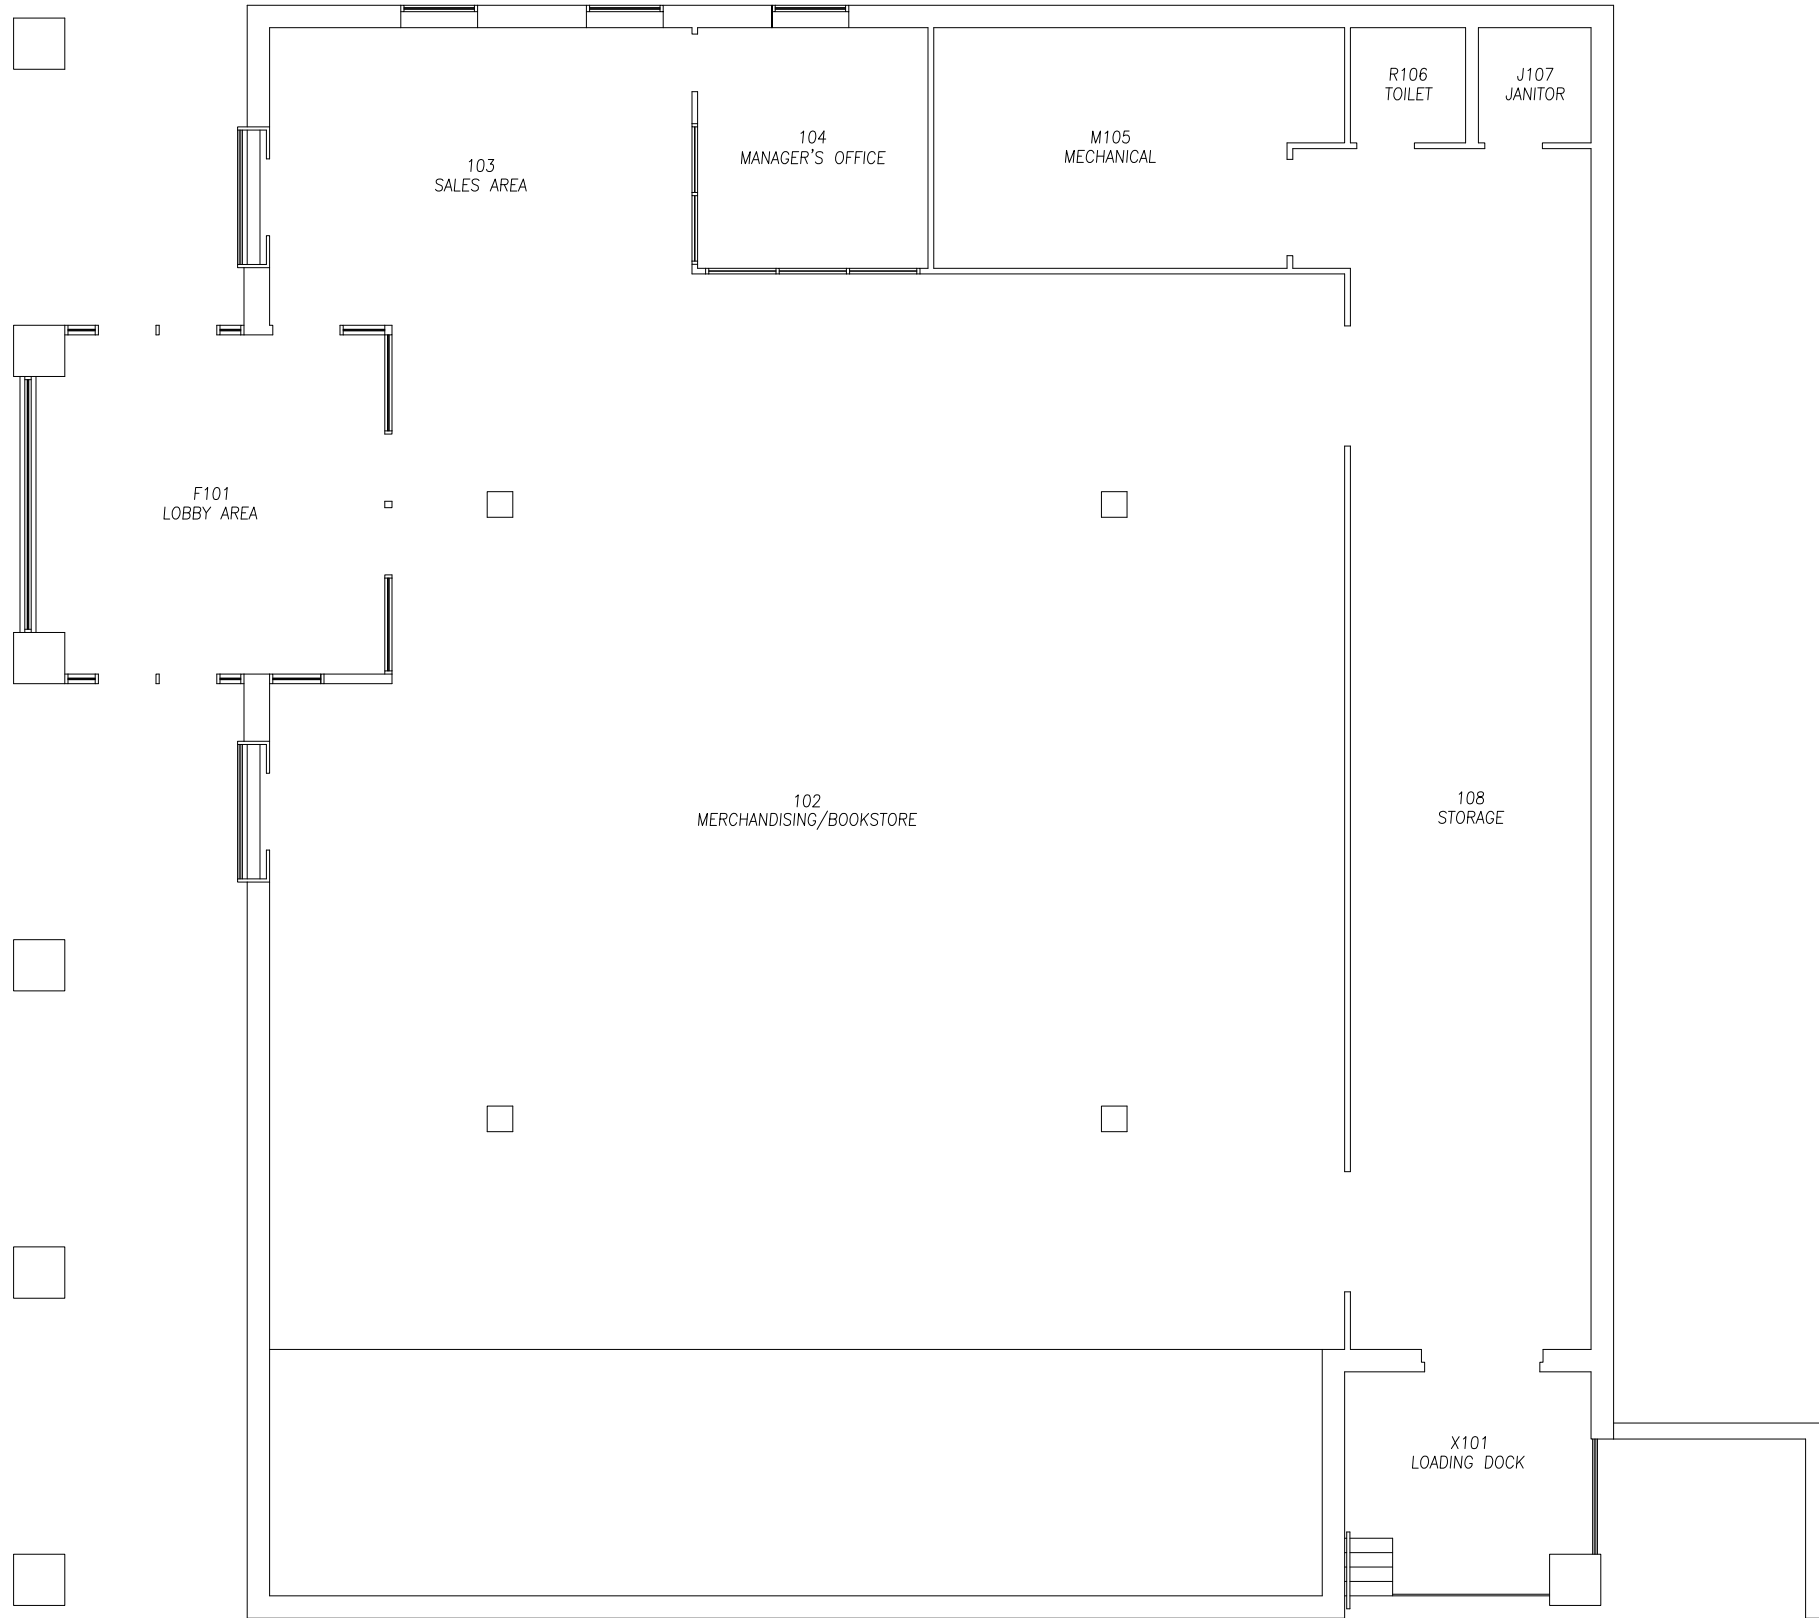 R106
TOILET
J107
JANITOR
104
MANAGER'S OFFICE
M105
MECHANICAL
103
SALES AREA
F101
LOBBY AREA
102
MERCHANDISING/BOOKSTORE
108
STORAGE
X101
LOADING DOCK